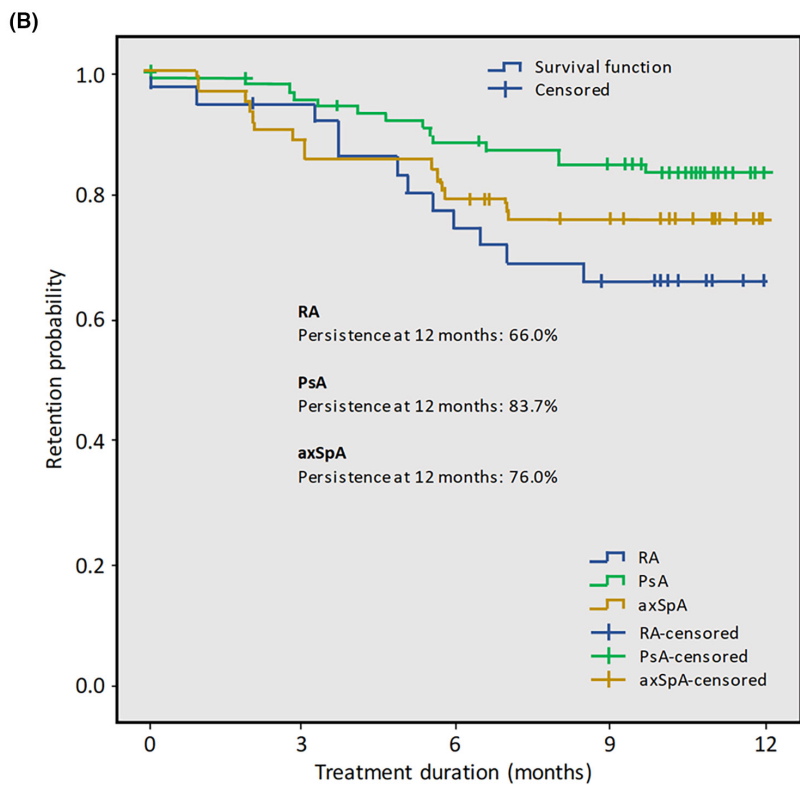 (B)
Survival function
Censored
1.0
0.8
0.6
0.4
0.2
0.0
Retention probability
RA
Persistence at 12 months: 66.0%
PsA
Persistence at 12 months: 83.7%
axSpA
Persistence at 12 months: 76.0%
RA
PsA
axSpA
RA-censored
PsA-censored
axSpA-censored
0 3 6 9 12
Treatment duration (months)